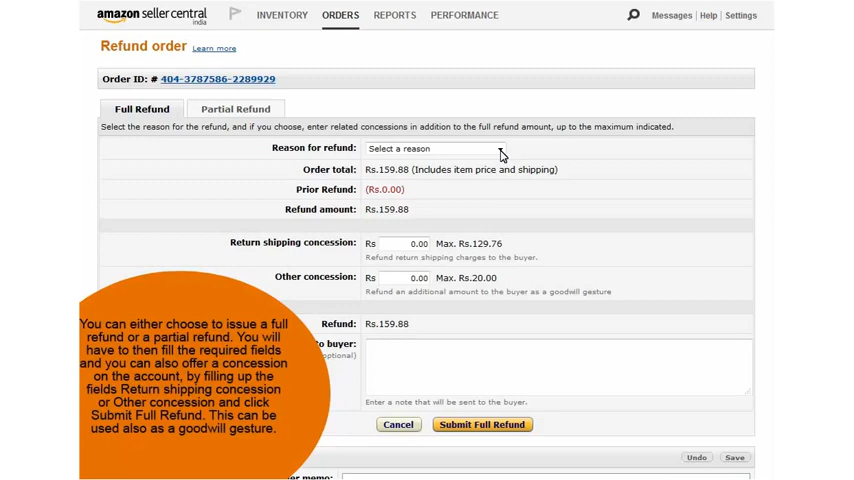 amazon seller central
india
INVENTORY ORDERS REPORTS PERFORMANCE
Messages | Help | Settings
Refund order Learn more
Order ID: # 404-3787586-2289929
Full Refund Partial Refund
Select the reason for the refund, and if you choose, enter related concessions in addition to the full refund amount, up to the maximum indicated.
Reason for refund: Select a reason
Order total: Rs.159.88 (Includes item price and shipping)
Prior Refund: (Rs.0.00)
Refund amount: Rs.159.88
Return shipping concession: Rs 0.00 Max. Rs.129.76
Refund return shipping charges to the buyer.
Other concession: Rs 0.00 Max. Rs.20.00
Refund an additional amount to the buyer as a goodwill gesture
Refund: Rs.159.88
to buyer:
optional)
Enter a note that will be sent to the buyer.
Cancel Submit Full Refund
Undo Save
er memo:
You can either choose to issue a full
refund or a partial refund. You will
have to then fill the required fields
and you can also offer a concession
on the account, by filling up the
fields Return shipping concession
or Other concession and click
Submit Full Refund. This can be
used also as a goodwill gesture.